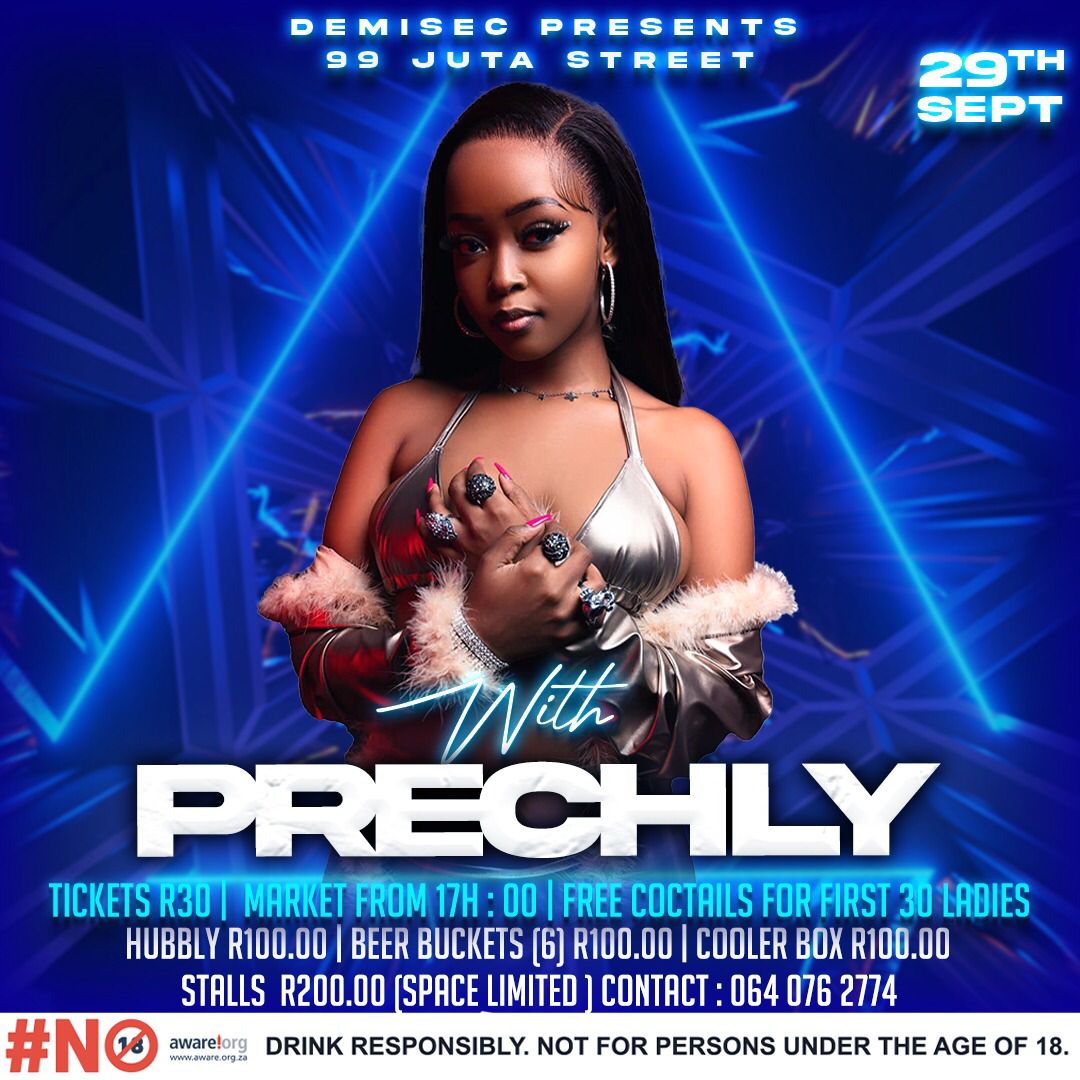 DEMISEC PRESENTS
99 JUTA STREET
29TH
SEPT
With
PRECHLY
TICKETS R30 | MARKET FROM 17H : 00 | FREE COCTAILS FOR FIRST 30 LADIES
HUBBLY R100.00 | BEER BUCKETS (6) R100.00 | COOLER BOX R100.00
STALLS R200.00 (SPACE LIMITED ) CONTACT : 064 076 2774
#NO 18
aware!org
www.aware.org.za
DRINK RESPONSIBLY. NOT FOR PERSONS UNDER THE AGE OF 18.